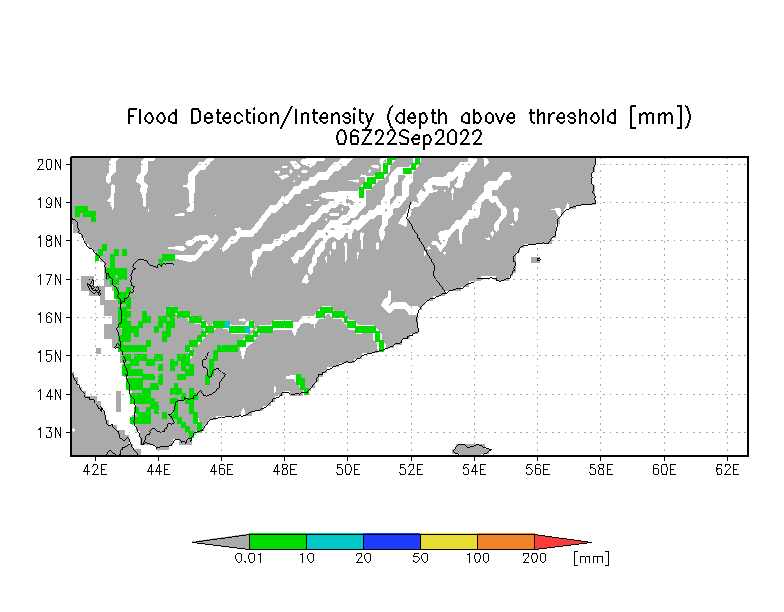 Flood Detection/Intensity (depth above threshold [mm])
06Z22Sep2022
20N
19N
18N
17N
16N
15N
14N
13N
42E 44E 46E 48E 50E 52E 54E 56E 58E 60E 62E
0.01 10 20 50 100 200 [mm]